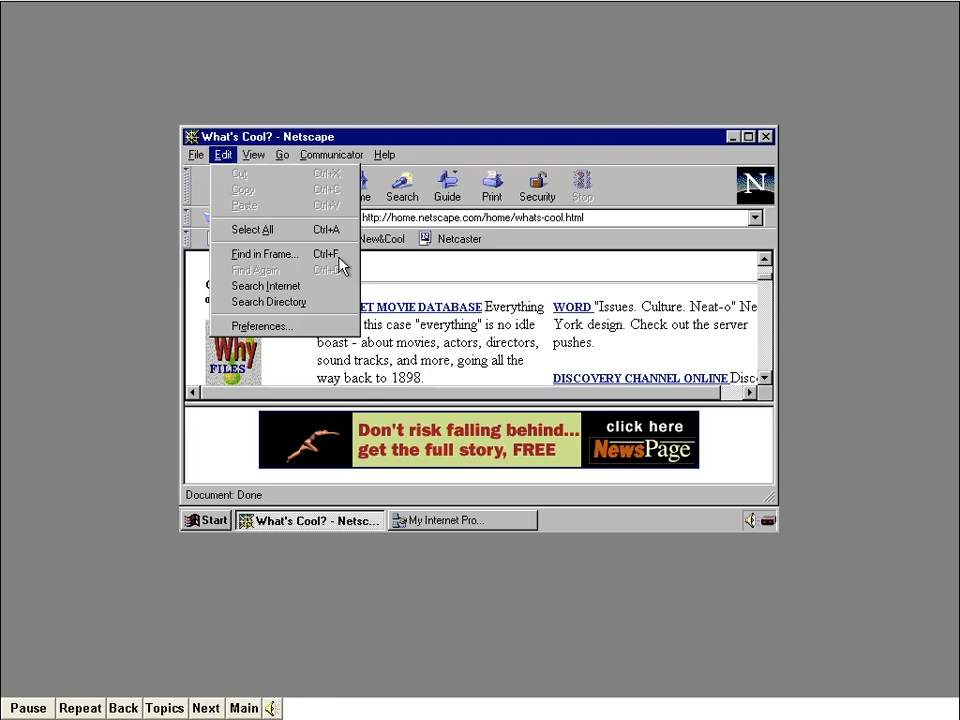 What's Cool? - Netscape
File Edit View Go Communicator Help
Cut Ctrl+X
Copy Ctrl+C
Paste Ctrl+V
Select All Ctrl+A
Find in Frame... Ctrl+F
Find Again
Search Internet
Search Directory
Preferences...
Search Guide Print Security Stop
N
http://home.netscape.com/home/whats-cool.html
New&Cool Netcaster
MOVIE DATABASE Everything
this case "everything" is no idle
boast - about movies, actors, directors,
sound tracks, and more, going all the
way back to 1898.
WORD "Issues. Culture. Neat-o" Ne
York design. Check out the server
pushes.
DISCOVERY CHANNEL ONLINE Disc
Why
FILES
Don't risk falling behind...
get the full story, FREE
click here
NewsPage
Document: Done
Start What's Cool? - Netsc... My Internet Pro...
Pause Repeat Back Topics Next Main